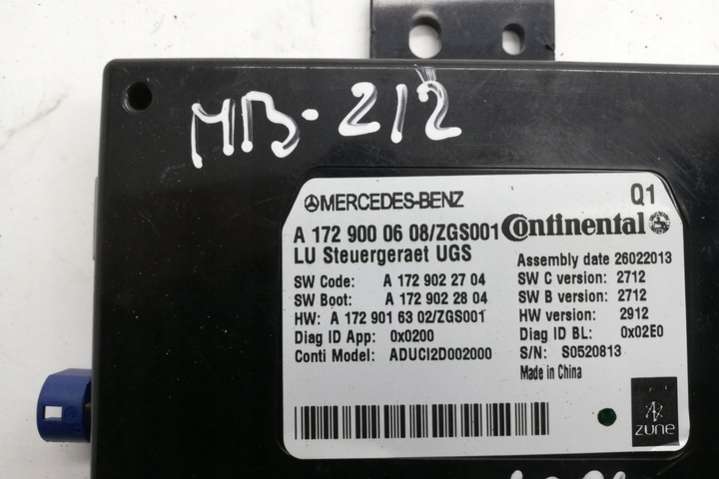 MB-212
MERCEDES-BENZ
Q1
A 172 900 06 08/ZGS001
Continental
LU Steuergeraet UGS
Assembly date 26022013
SW Code: A 172 902 27 04
SW C version: 2712
SW Boot: A 172 902 28 04
SW B version: 2712
HW: A 172 901 63 02/ZGS001
HW version: 2912
Diag ID App: 0x0200
Diag ID BL: 0x02E0
Conti Model: ADUCI2D002000
S/N: S0520813
Made in China
zune